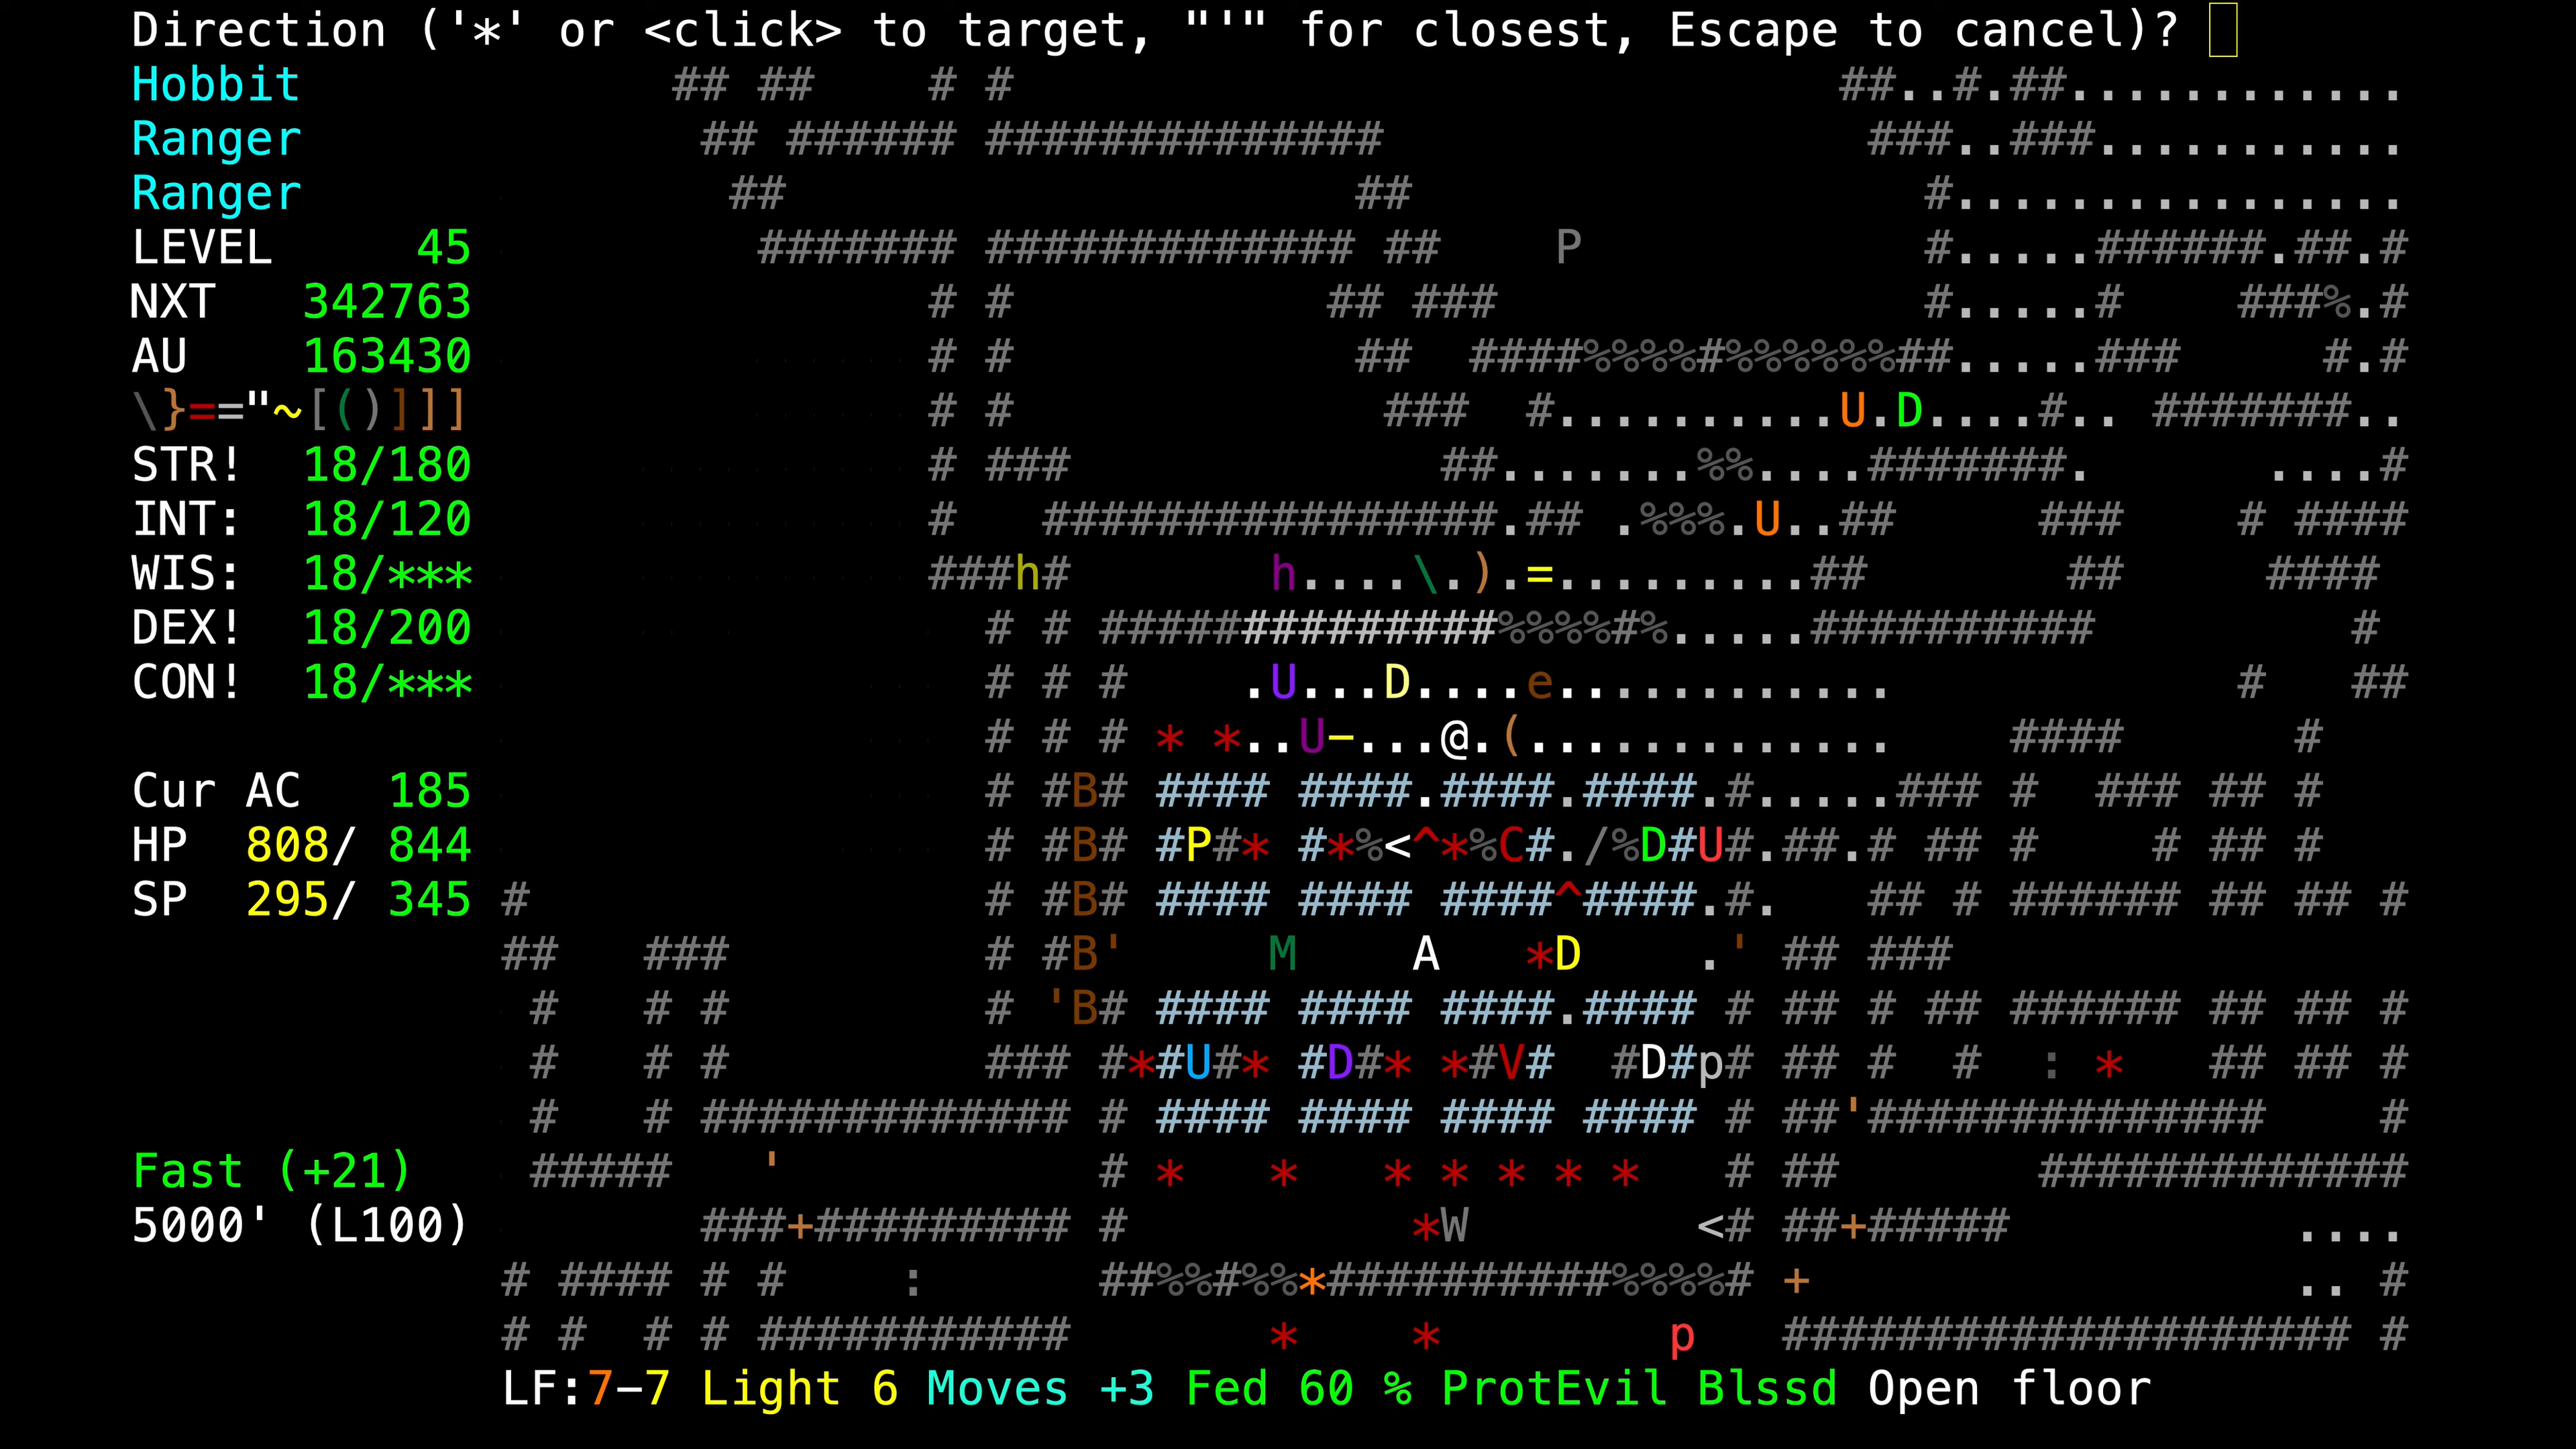 Direction ('*' or <click> to target, "'" for closest, Escape to cancel)?
Hobbit ## ## # # ##..#.##............
Ranger ## ###### ############## ###..###...........
Ranger ## ## #................
LEVEL 45 ####### ############# ## P #.....######.##.#
NXT 342763 # # ## ### #.....# ###%.#
AU 163430 # # ## ####%%%%#%%%%%%##.....### #.#
\}=="~[()]]] # # ### #..........U.D....#.. #######..
STR! 18/180 # ### ##.......%%....#######. ....#
INT: 18/120 # ################.## .%%%.U..## ### # ####
WIS: 18/*** ###h# h....\.).=.........## ## ####
DEX! 18/200 # # ##############%%%%#%.....########## #
CON! 18/*** # # # .U...D....e........... # ##
# # # * *..U–...@.(............. #### #
Cur AC 185 # #B# #### ####.####.####.#.....### # ### ## #
HP 808/ 844 # #B# #P#* #*%<^*%C#./%D#U#.##.# ## # # ## #
SP 295/ 345 # # #B# #### #### ####^####.#. ## # ###### ## ## #
## ### # #B' M A *D .' ## ###
# # # # 'B# #### #### ####.#### # ## # ## ###### ## ## #
# # # ### #*#U#* #D#* *#V# #D#p# ## # # : * ## ## #
# # ############# # #### #### #### #### # ##'############## #
Fast (+21) ##### ' # * * * * * * * # ## #############
5000' (L100) ###+######### # *W <# ##+##### ....
# #### # # : ##%%#%%*##########%%%%# + .. #
# # # # ########### * * p #################### #
LF:7–7 Light 6 Moves +3 Fed 60 % ProtEvil Blssd Open floor